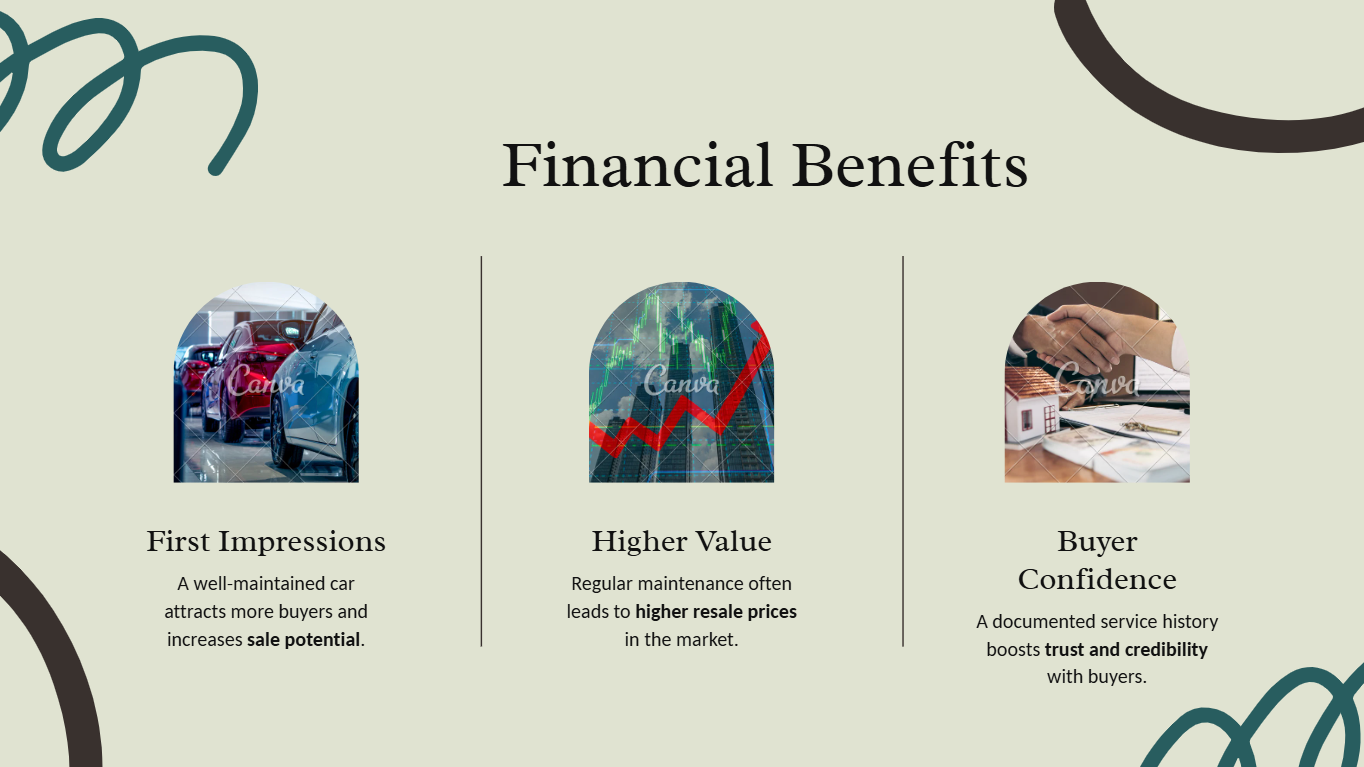 Financial Benefits
Canva
Canva
Canva
First Impressions
A well-maintained car
attracts more buyers and
increases sale potential.
Higher Value
Regular maintenance often
leads to higher resale prices
in the market.
Buyer
Confidence
A documented service history
boosts trust and credibility
with buyers.